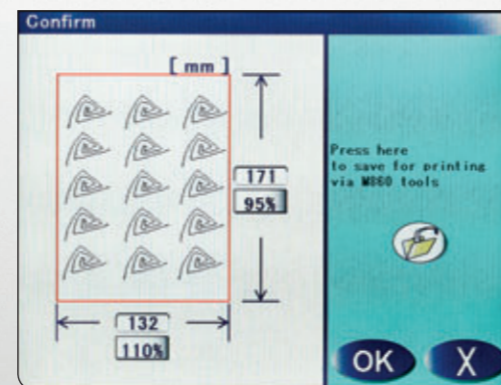 Confirm
[ mm ]
171
95%
132
110%
Press here
to save for printing
via M860 tools
OK X